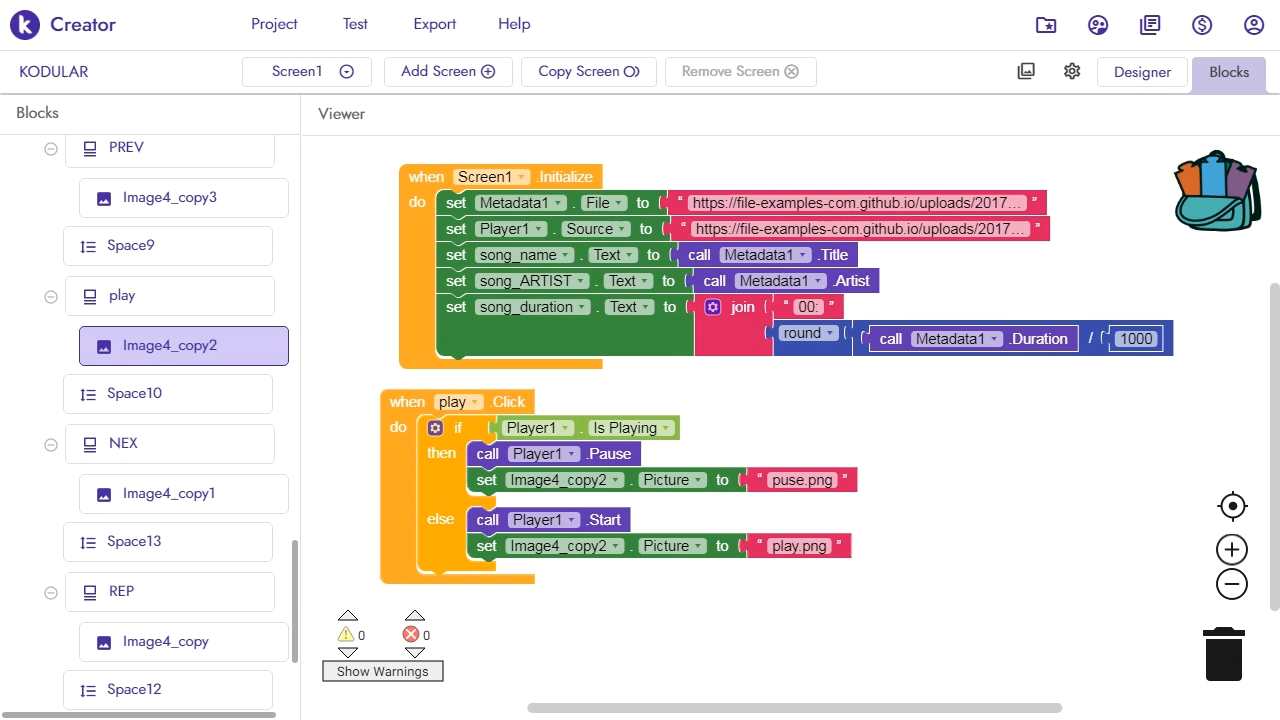 k Creator Project Test Export Help
KODULAR Screen1 Add Screen Copy Screen Remove Screen Designer Blocks
Blocks
Viewer
PREV
Image4_copy3
Space9
play
Image4_copy2
Space10
NEX
Image4_copy1
Space13
REP
Image4_copy
Space12
when Screen1 .Initialize
do set Metadata1 . File to “ https://file-examples-com.github.io/uploads/2017... ”
set Player1 . Source to “ https://file-examples-com.github.io/uploads/2017... ”
set song_name . Text to call Metadata1 .Title
set song_ARTIST . Text to call Metadata1 .Artist
set song_duration . Text to join “ 00: ”
round call Metadata1 .Duration / 1000
when play .Click
do if Player1 . Is Playing
then call Player1 .Pause
set Image4_copy2 . Picture to “ puse.png ”
else call Player1 .Start
set Image4_copy2 . Picture to “ play.png ”
0 0
Show Warnings